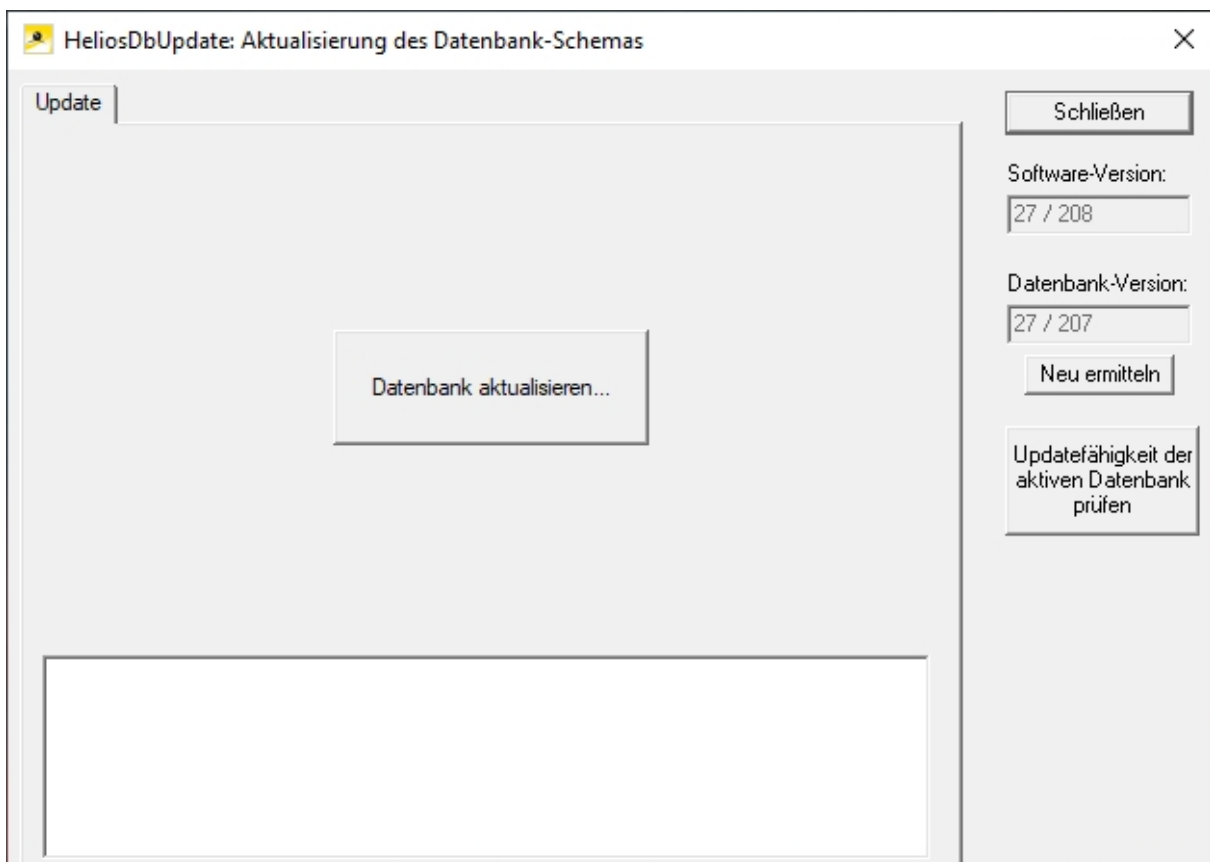 HeliosDbUpdate: Aktualisierung des Datenbank-Schemas
Update
Schließen
Software-Version:
27 / 208
Datenbank-Version:
27 / 207
Neu ermitteln
Datenbank aktualisieren...
Updatefähigkeit der
aktiven Datenbank
prüfen